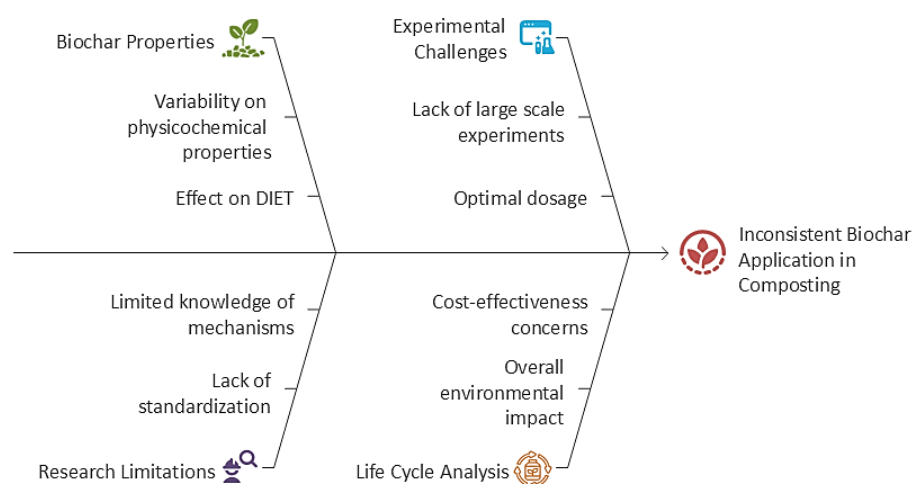 Biochar Properties
Variability on
physicochemical
properties
Effect on DIET
Experimental
Challenges
Lack of large scale
experiments
Optimal dosage
Inconsistent Biochar
Application in
Composting
Limited knowledge of
mechanisms
Lack of
standardization
Research Limitations
Cost-effectiveness
concerns
Overall
environmental
impact
Life Cycle Analysis